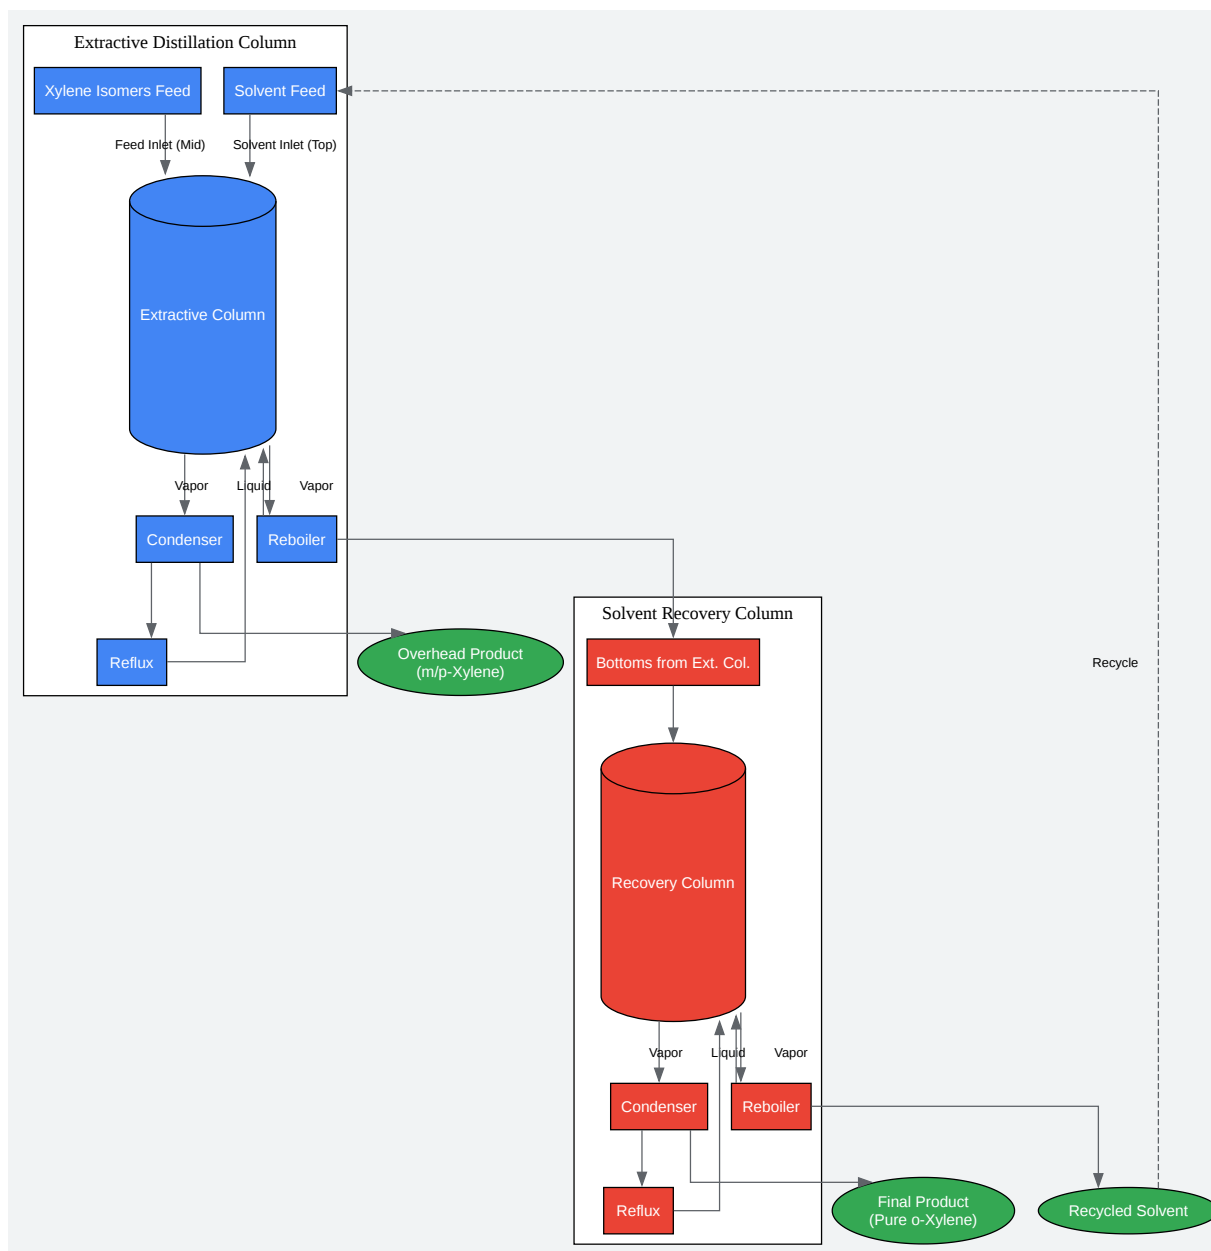 Extractive Distillation Column
Xylene Isomers Feed
Solvent Feed
Feed Inlet (Mid)
Solvent Inlet (Top)
Extractive Column
Vapor
Liquid
Vapor
Condenser
Reboiler
Reflux
Overhead Product
(m/p-Xylene)
Solvent Recovery Column
Bottoms from Ext. Col.
Recycle
Recovery Column
Vapor
Liquid
Vapor
Condenser
Reboiler
Reflux
Final Product
(Pure o-Xylene)
Recycled Solvent